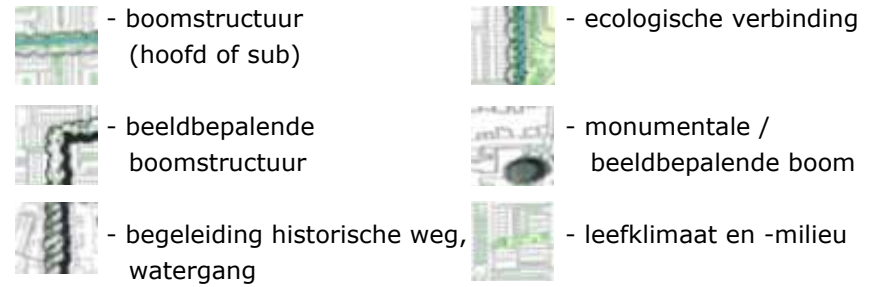 - boomstructuur
(hoofd of sub)
- beeldbepalende
boomstructuur
- begeleiding historische weg,
watergang
- ecologische verbinding
- monumentale /
beeldbepalende boom
- leefklimaat en -milieu